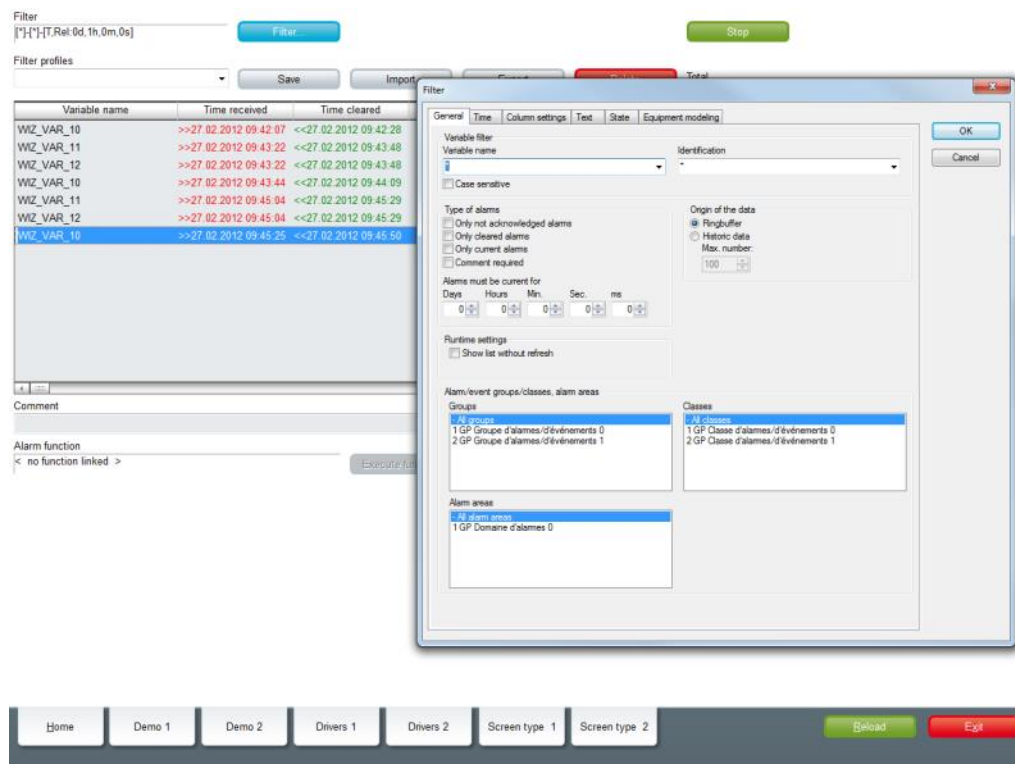 Filter
[*]-[*]-[T,Rel:0d,1h,0m,0s]
Filter...
Stop
Filter profiles
Save
Import...
Total
Variable name Time received Time cleared
WIZ_VAR_10 >>27.02.2012 09:42:07 <<27.02.2012 09:42:28
WIZ_VAR_11 >>27.02.2012 09:43:22 <<27.02.2012 09:43:48
WIZ_VAR_12 >>27.02.2012 09:43:22 <<27.02.2012 09:43:48
WIZ_VAR_10 >>27.02.2012 09:43:44 <<27.02.2012 09:44:09
WIZ_VAR_11 >>27.02.2012 09:45:04 <<27.02.2012 09:45:29
WIZ_VAR_12 >>27.02.2012 09:45:04 <<27.02.2012 09:45:29
WIZ_VAR_10 >>27.02.2012 09:45:25 <<27.02.2012 09:45:50
Comment
Alarm function
< no function linked >
Filter
General Time Column settings Text State Equipment modeling
OK
Cancel
Variable filter
Variable name Identification
* *
Case sensitive
Type of alarms
Only not acknowledged alarms
Only cleared alarms
Only current alarms
Comment required
Origin of the data
Ringbuffer
Historic data
Max. number:
100
Alarms must be current for
Days Hours Min. Sec. ms
0 0 0 0 0
Runtime settings
Show list without refresh
Alarm/event groups/classes, alarm areas
Groups
- All groups
1 GP Groupe d'alarmes/d'événements 0
2 GP Groupe d'alarmes/d'événements 1
Classes
- All classes
1 GP Classe d'alarmes/d'événements 0
2 GP Classe d'alarmes/d'événements 1
Alarm areas
- All alarm areas
1 GP Domaine d'alarmes 0
Home Demo 1 Demo 2 Drivers 1 Drivers 2 Screen type 1 Screen type 2
Reload
Exit